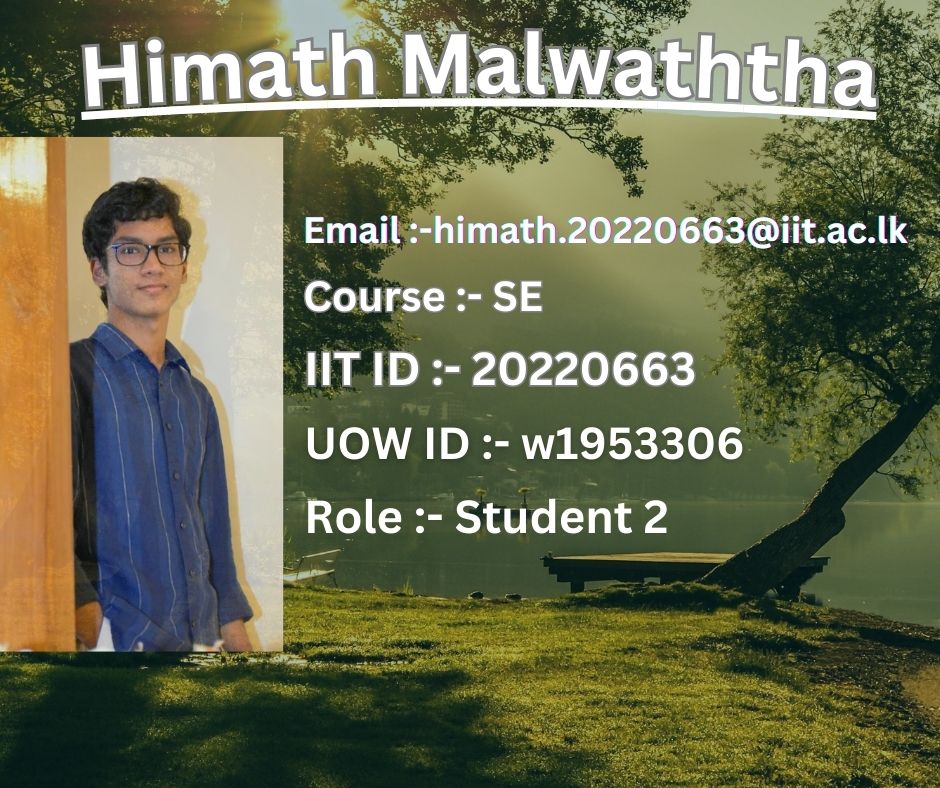 Himath Malwaththa
Email :-himath.20220663@iit.ac.lk
Course :- SE
IIT ID :- 20220663
UOW ID :- w1953306
Role :- Student 2